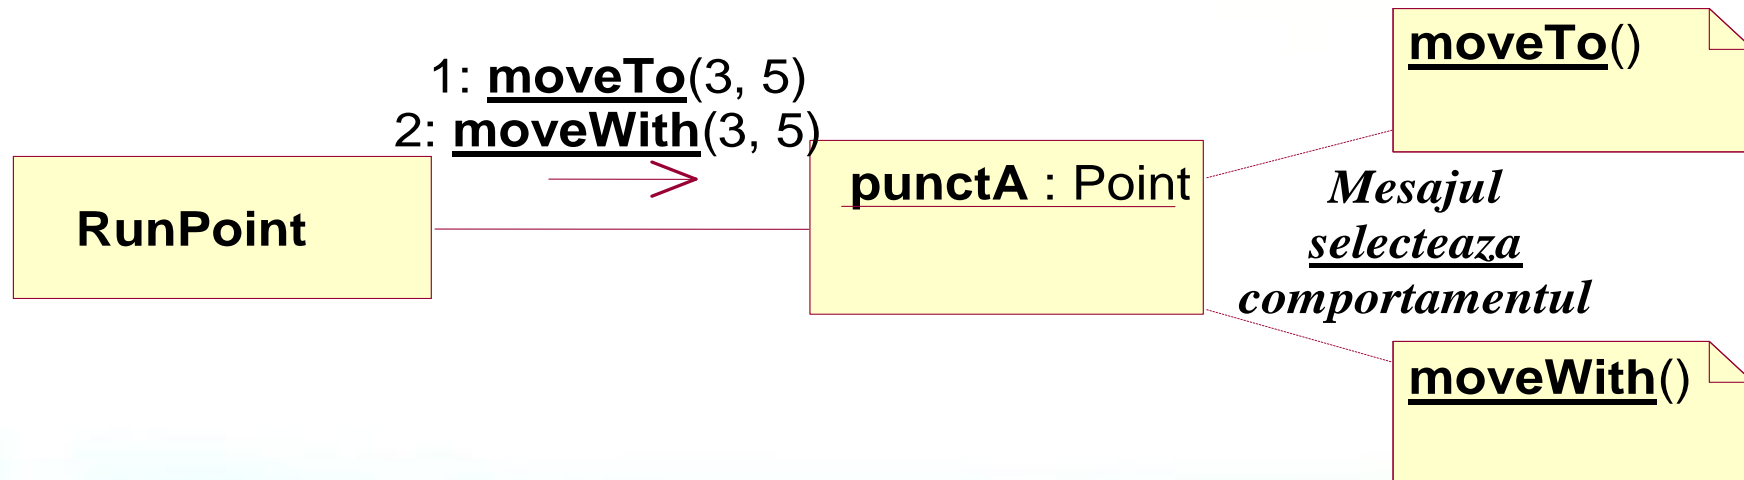 1: moveTo(3, 5)
2: moveWith(3, 5)
RunPoint
punctA : Point
moveTo()
Mesajul
selecteaza
comportamentul
moveWith()